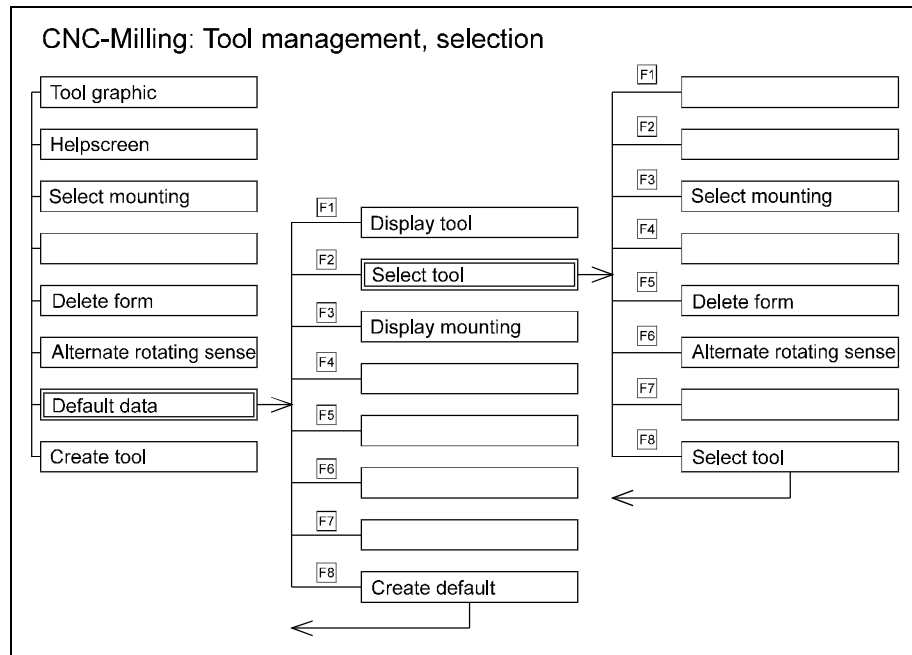 CNC-Milling: Tool management, selection
Tool graphic
Helpscreen
Select mounting
Delete form
Alternate rotating sense
Default data
Create tool
F1
Display tool
F2
Select tool
F3
Display mounting
F4
F5
F6
F7
F8
Create default
F1
F2
F3
Select mounting
F4
F5
Delete form
F6
Alternate rotating sense
F7
F8
Select tool